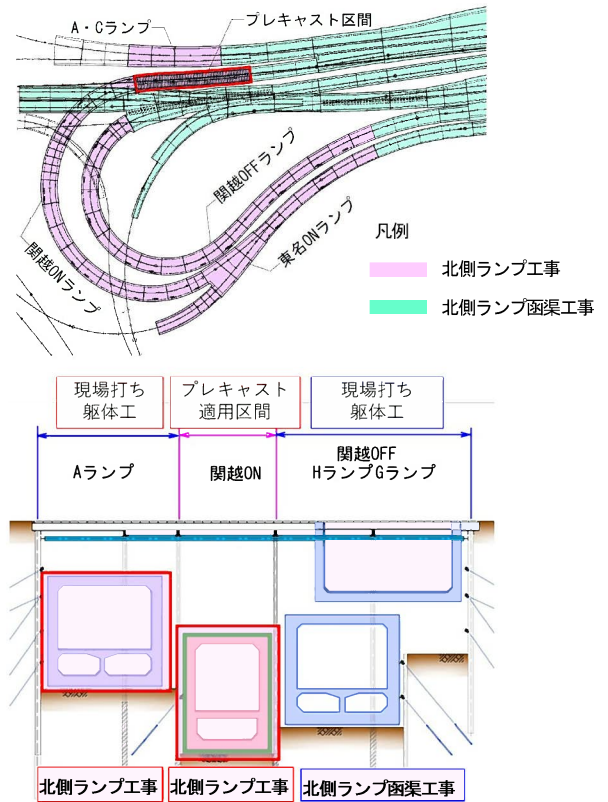 A・Cランプ
プレキャスト区間
関越OFFランプ
東名ONランプ
関越ONランプ
凡例
北側ランプ工事
北側ランプ函渠工事
現場打ち
躯体工
プレキャスト
適用区間
現場打ち
躯体工
Aランプ
関越ON
関越OFF
HランプGランプ
北側ランプ工事
北側ランプ工事
北側ランプ函渠工事